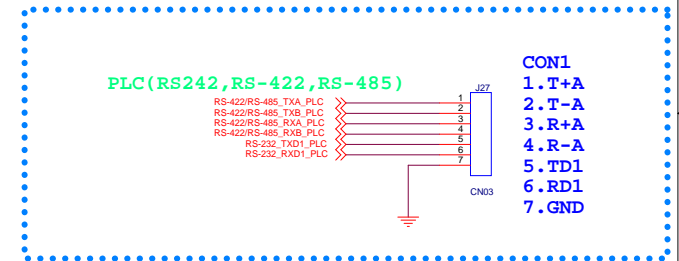 PLC(RS242,RS-422,RS-485)
RS-422/RS-485_TXA_PLC
RS-422/RS-485_TXB_PLC
RS-422/RS-485_RXA_PLC
RS-422/RS-485_RXB_PLC
RS-232_TXD1_PLC
RS-232_RXD1_PLC
J27
1
2
3
4
5
6
7
CN03
CON1
1.T+A
2.T-A
3.R+A
4.R-A
5.TD1
6.RD1
7.GND